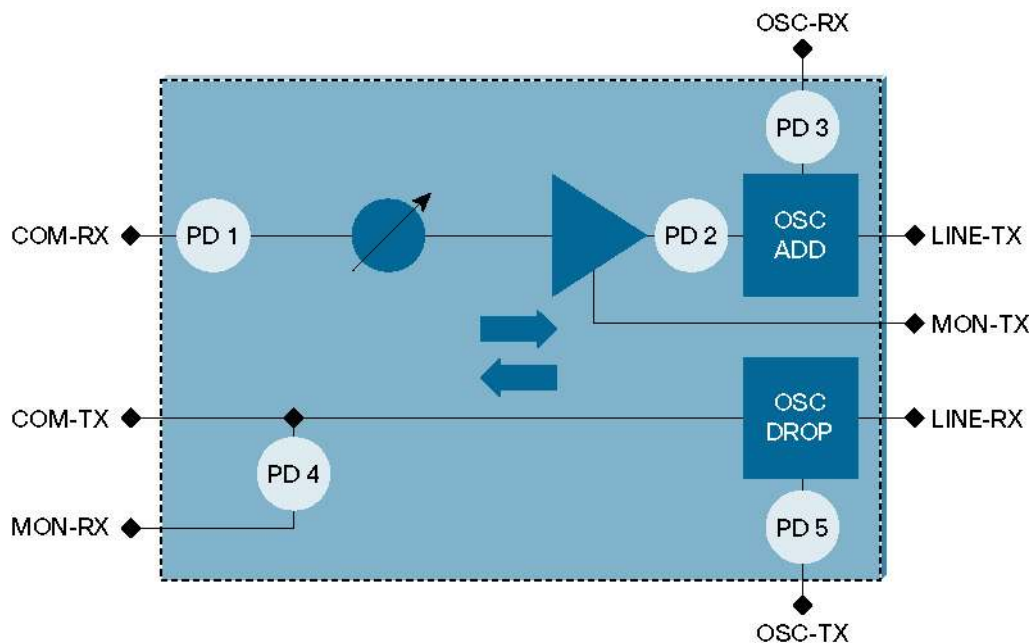 OSC-RX
PD 3
COM-RX
PD 1
PD 2
OSC
ADD
LINE-TX
MON-TX
COM-TX
OSC
DROP
LINE-RX
PD 4
MON-RX
PD 5
OSC-TX